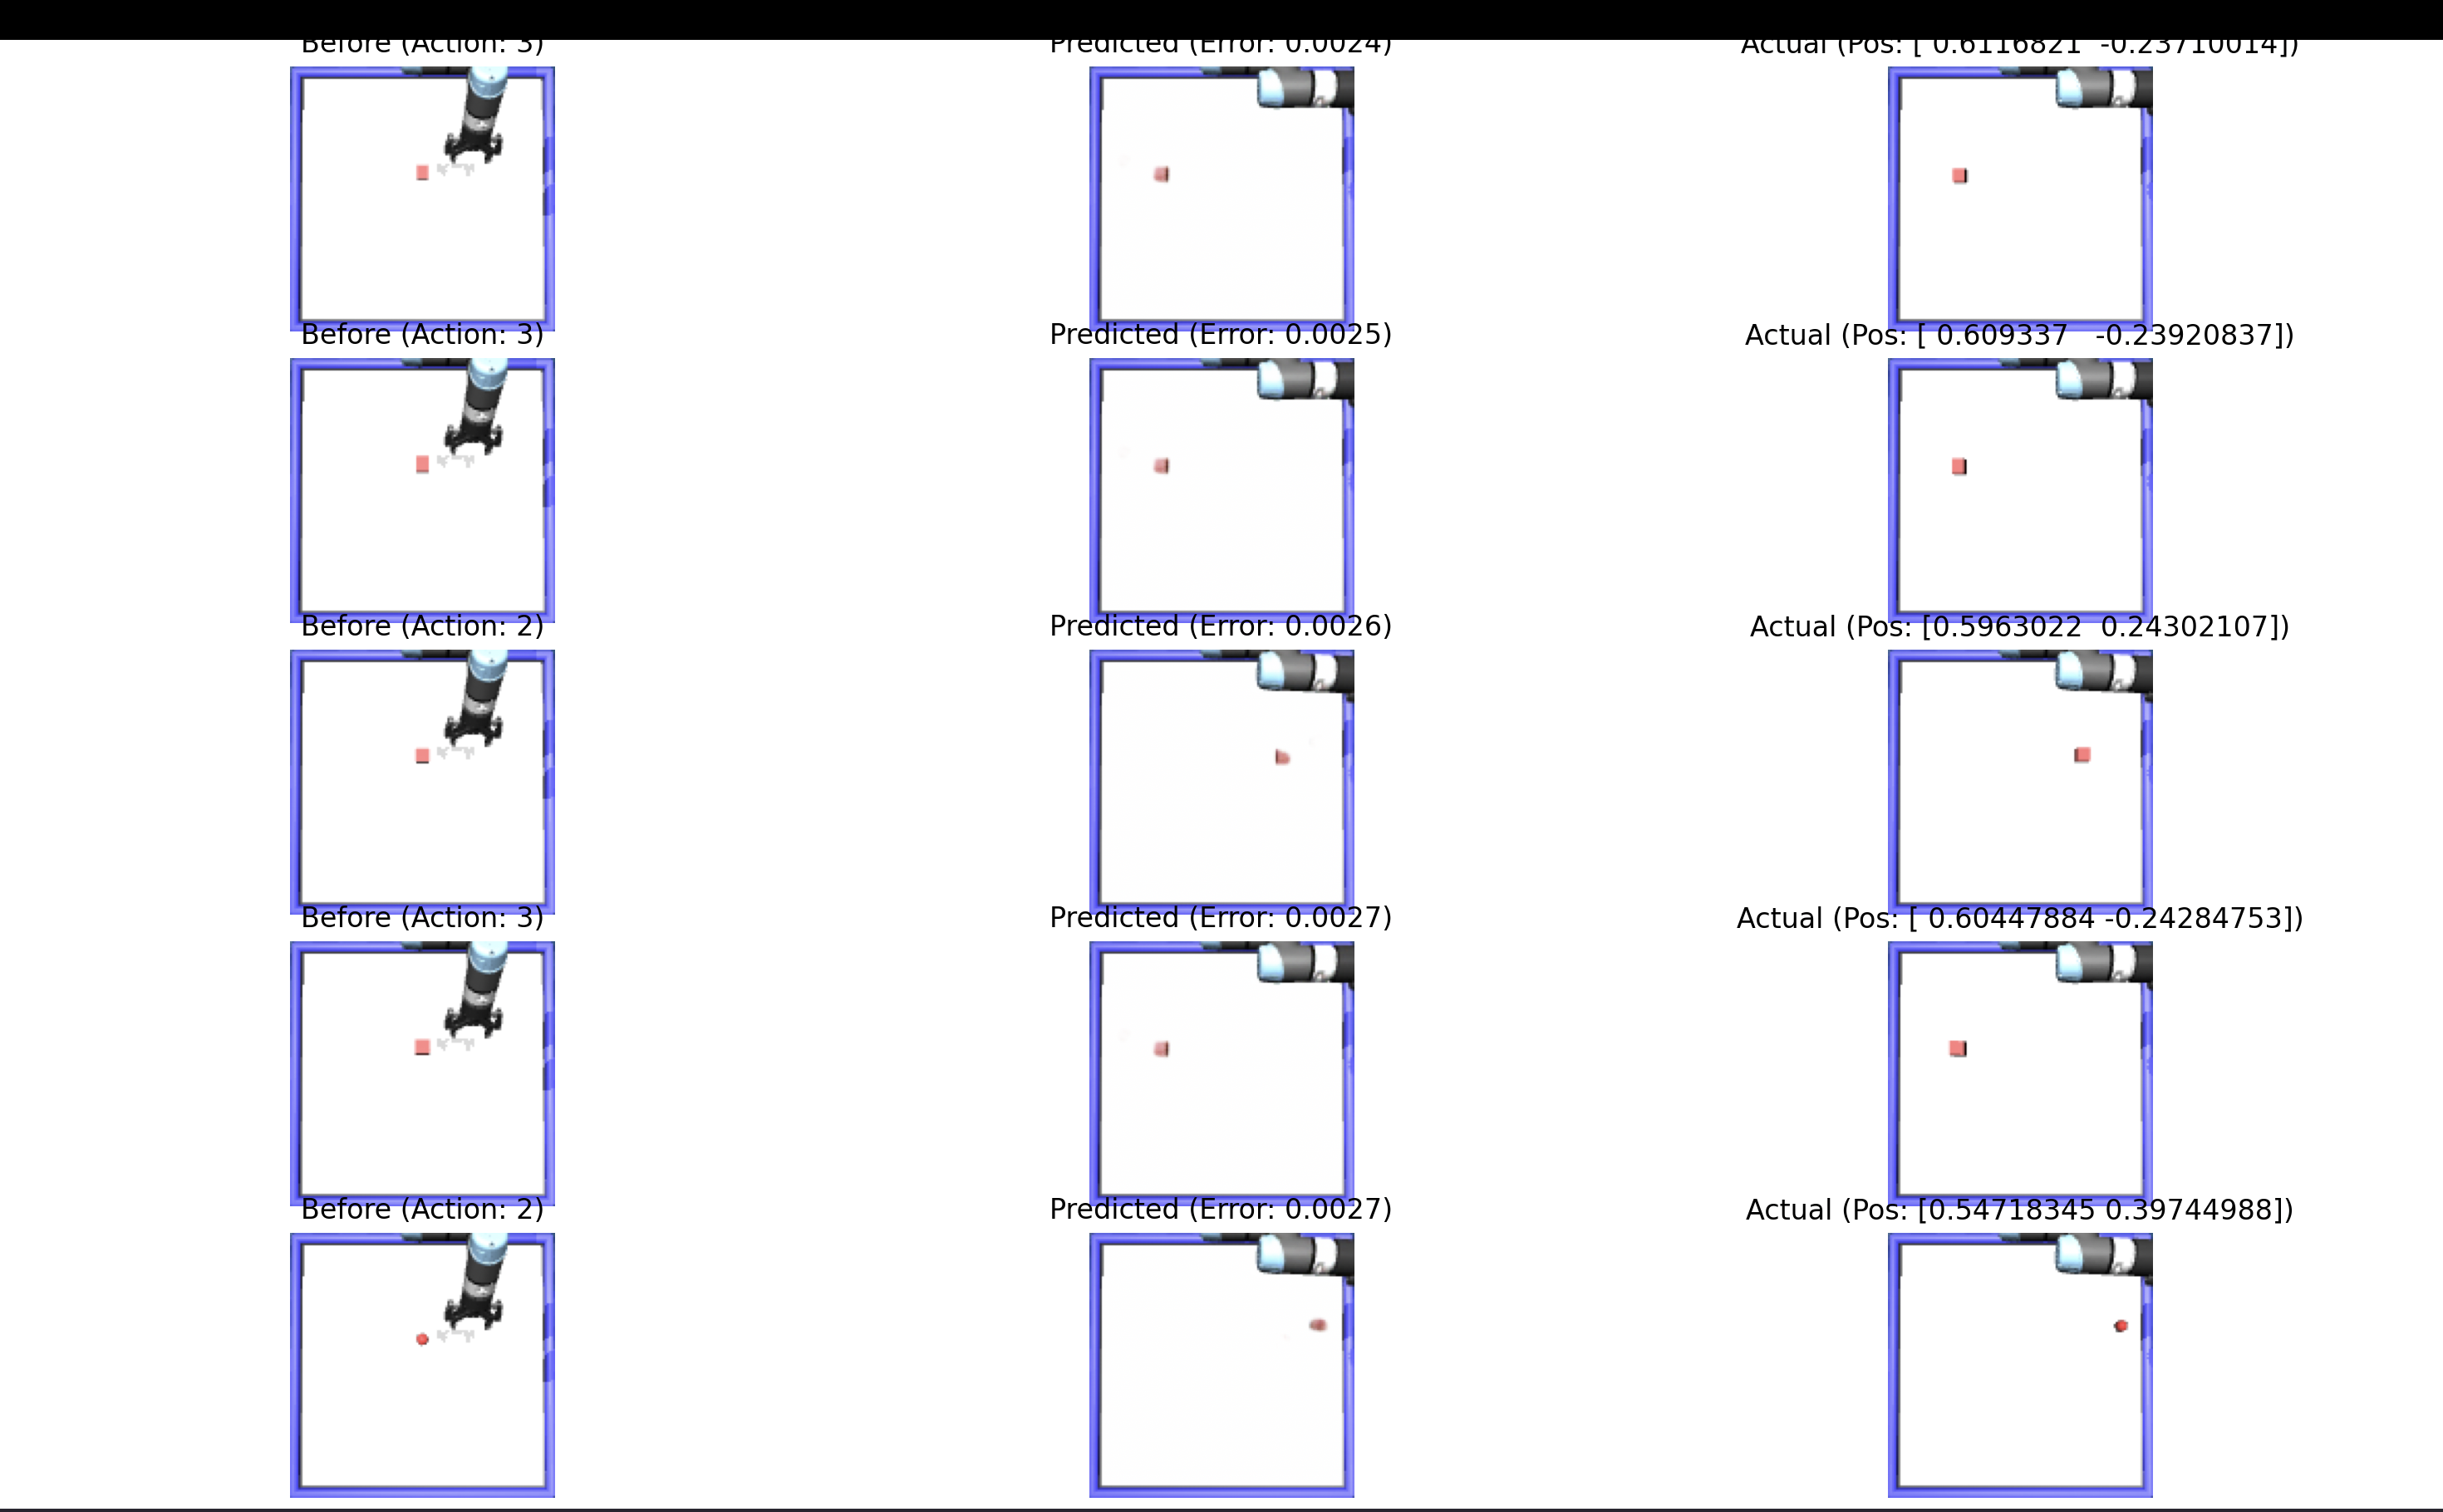 Before (Action: 3) Predicted (Error: 0.0024) Actual (Pos: [ 0.6116821 -0.23710014])
Before (Action: 3) Predicted (Error: 0.0025) Actual (Pos: [ 0.609337 -0.23920837])
Before (Action: 2) Predicted (Error: 0.0026) Actual (Pos: [0.5963022 0.24302107])
Before (Action: 3) Predicted (Error: 0.0027) Actual (Pos: [ 0.60447884 -0.24284753])
Before (Action: 2) Predicted (Error: 0.0027) Actual (Pos: [0.54718345 0.39744988])